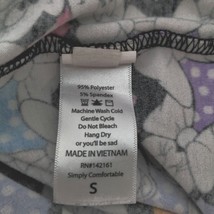 95% Polyester
5% Spandex
Machine Wash Cold
Gentle Cycle
Do Not Bleach
Hang Dry
or you'll be sad
MADE IN VIETNAM
RN#142161
Simply Comfortable
S